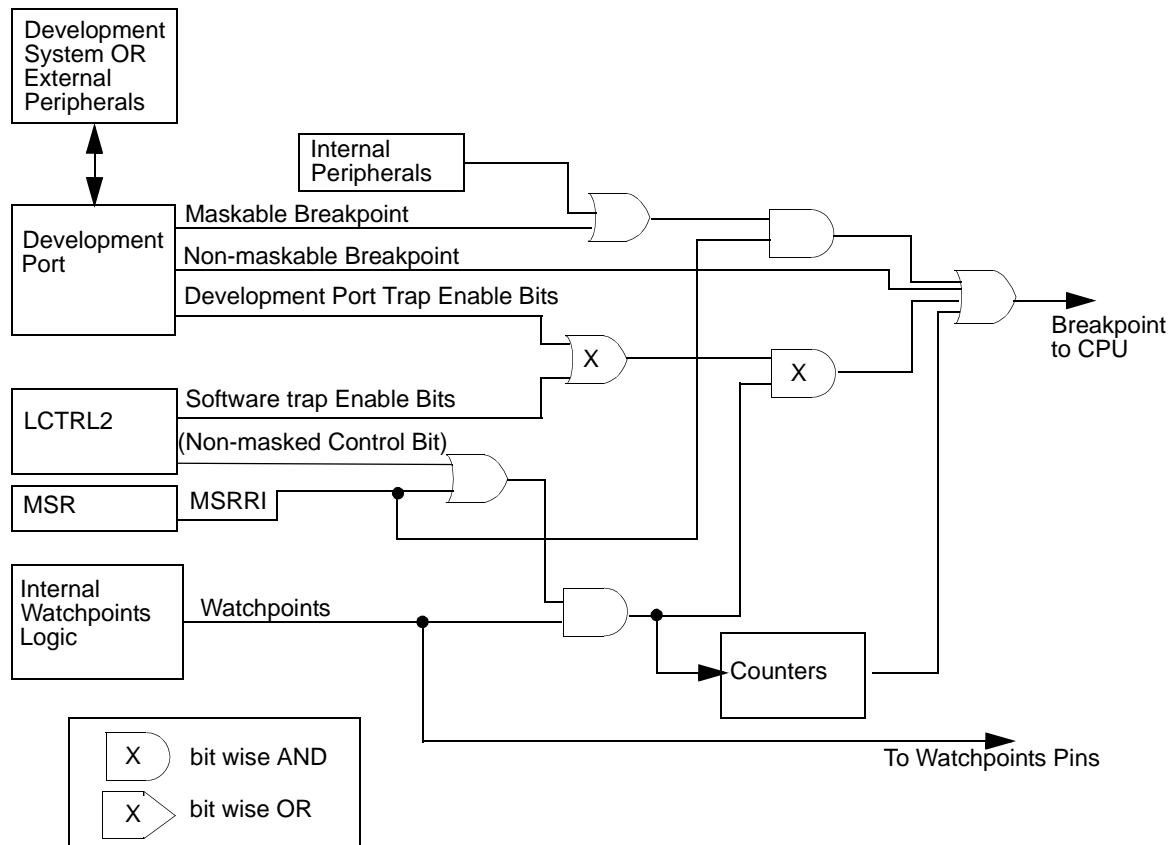 Development
System OR
External
Peripherals
Internal
Peripherals
Maskable Breakpoint
Development
Port
Non-maskable Breakpoint
Development Port Trap Enable Bits
Breakpoint
to CPU
X
X
LCTRL2
Software trap Enable Bits
(Non-masked Control Bit)
MSR
MSRRI
Internal
Watchpoints
Logic
Watchpoints
Counters
To Watchpoints Pins
X
bit wise AND
X
bit wise OR